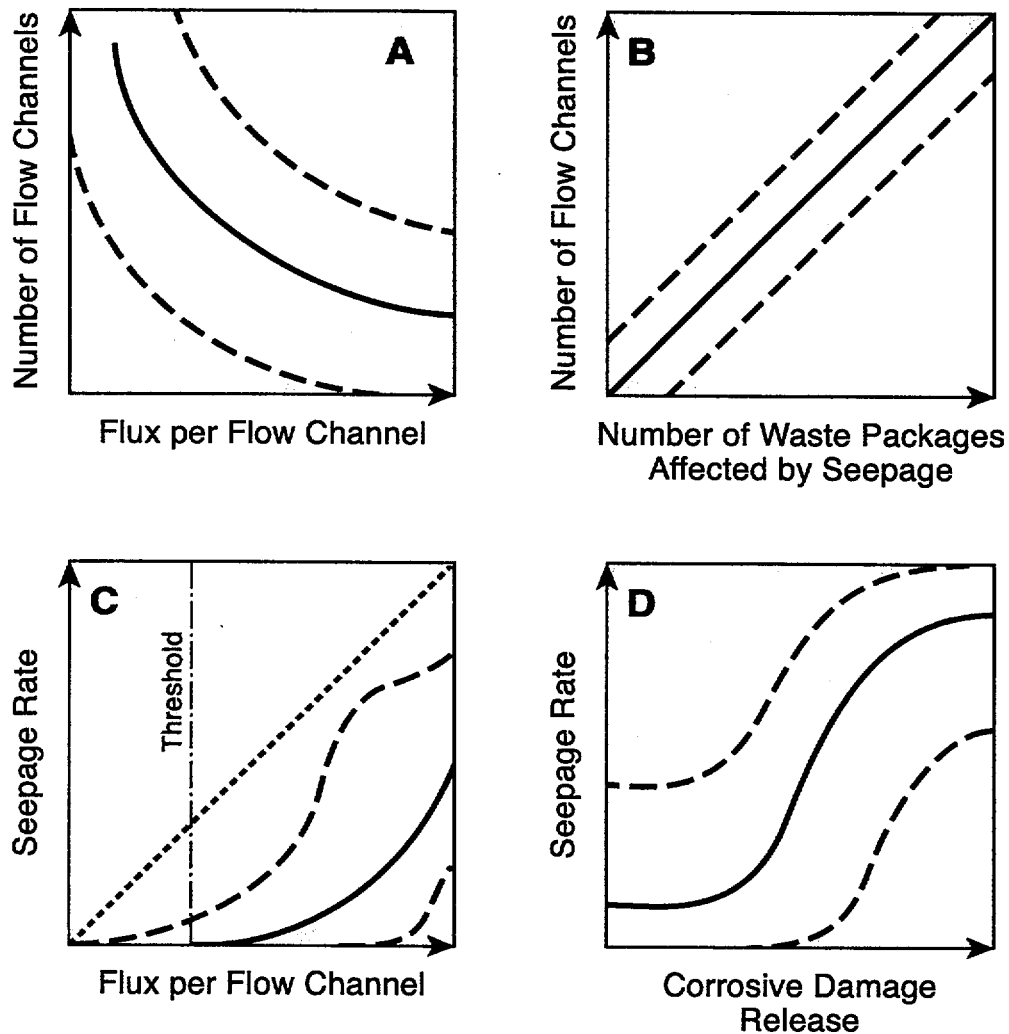 A
Number of Flow Channels
Flux per Flow Channel
B
Number of Flow Channels
Number of Waste Packages
Affected by Seepage
C
Threshold
Seepage Rate
Flux per Flow Channel
D
Seepage Rate
Corrosive Damage
Release